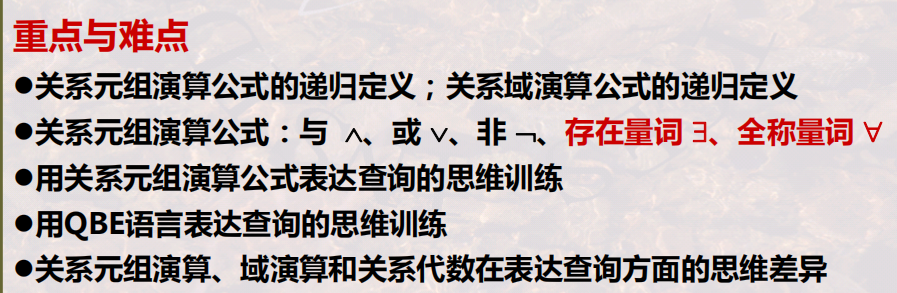 重点与难点
●关系元组演算公式的递归定义；关系域演算公式的递归定义
●关系元组演算公式：与 ∧、或 ∨、非 ¬、存在量词 ∃、全称量词 ∀
●用关系元组演算公式表达查询的思维训练
●用QBE语言表达查询的思维训练
●关系元组演算、域演算和关系代数在表达查询方面的思维差异